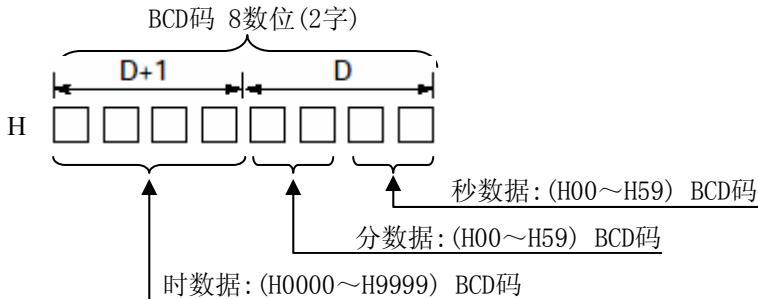 BCD码 8数位(2字)
D+1 D
H
秒数据:(H00～H59) BCD码
分数据:(H00～H59) BCD码
时数据:(H0000～H9999) BCD码